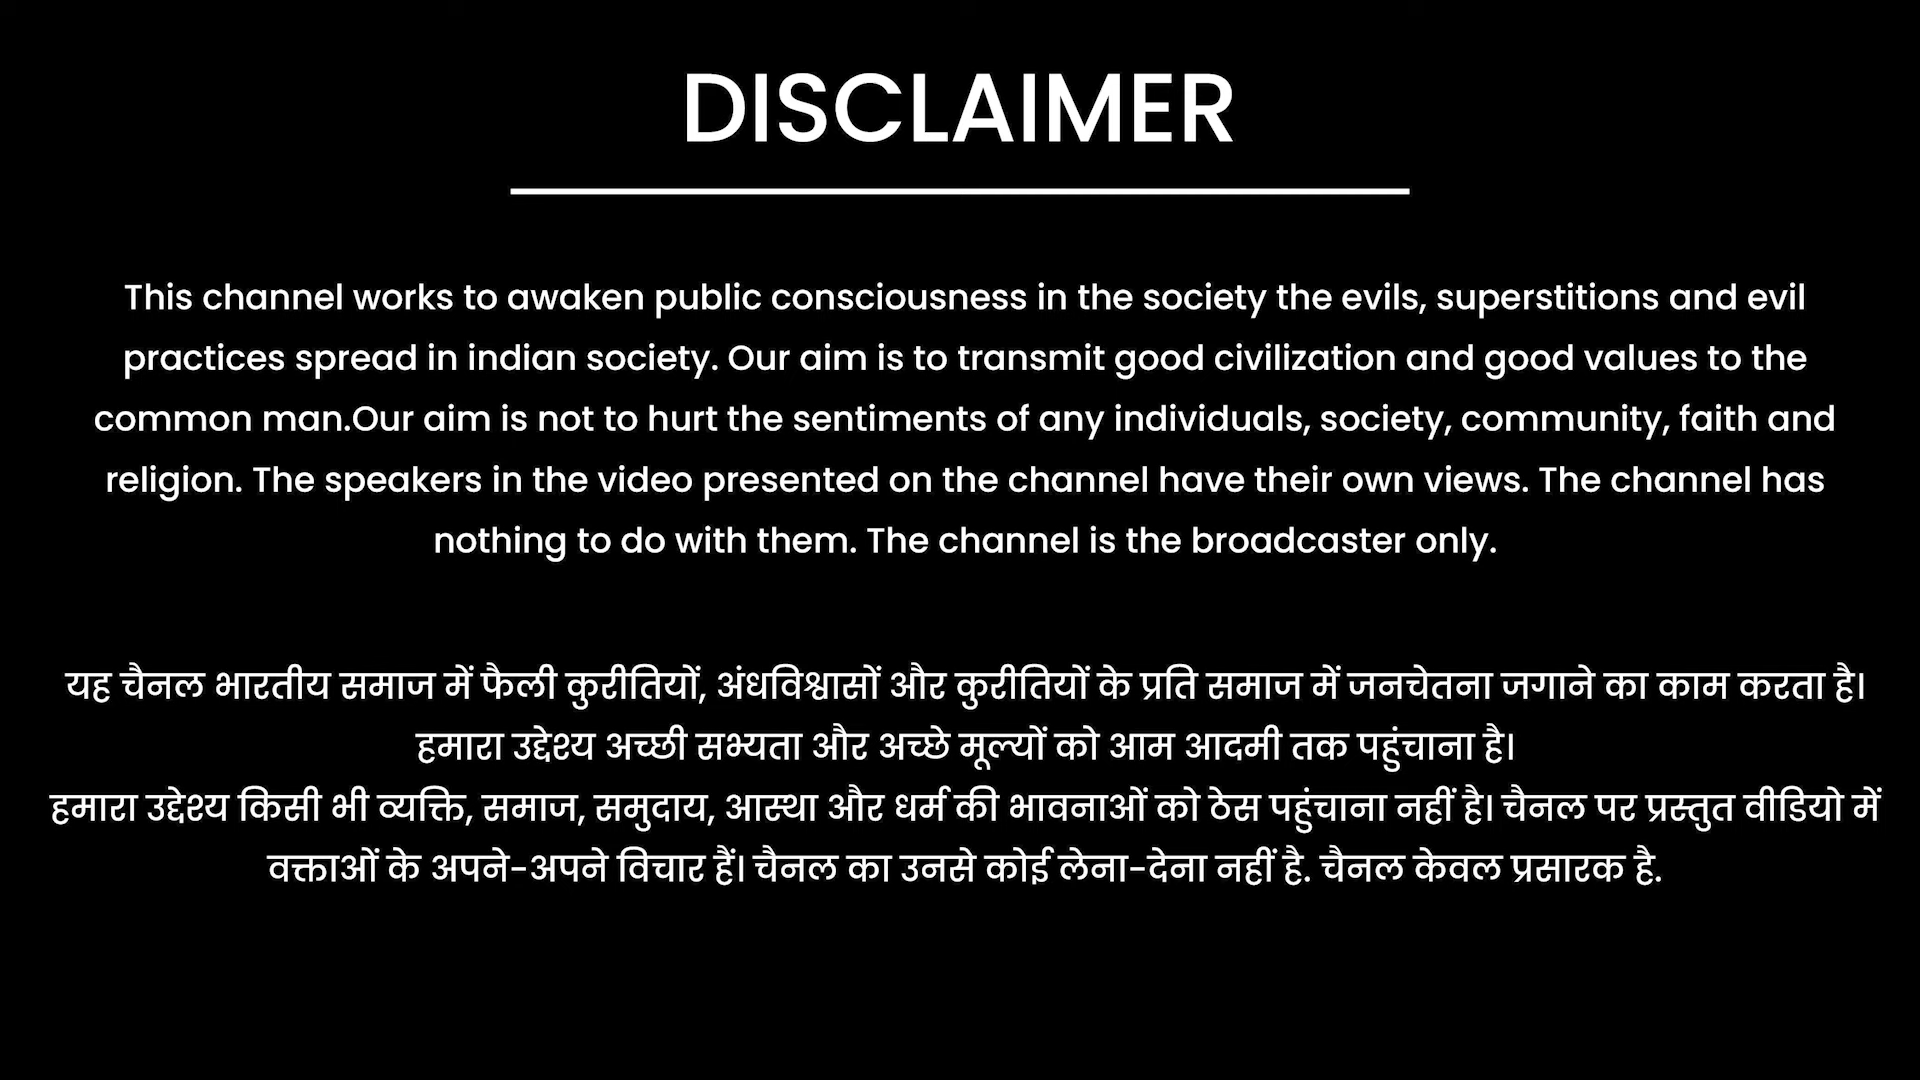 DISCLAIMER
This channel works to awaken public consciousness in the society the evils, superstitions and evil
practices spread in indian society. Our aim is to transmit good civilization and good values to the
common man.Our aim is not to hurt the sentiments of any individuals, society, community, faith and
religion. The speakers in the video presented on the channel have their own views. The channel has
nothing to do with them. The channel is the broadcaster only.
यह चैनल भारतीय समाज में फैली कुरीतियों, अंधविश्वासों और कुरीतियों के प्रति समाज में जनचेतना जगाने का काम करता है।
हमारा उद्देश्य अच्छी सभ्यता और अच्छे मूल्यों को आम आदमी तक पहुंचाना है।
हमारा उद्देश्य किसी भी व्यक्ति, समाज, समुदाय, आस्था और धर्म की भावनाओं को ठेस पहुंचाना नहीं है। चैनल पर प्रस्तुत वीडियो में
वक्ताओं के अपने-अपने विचार हैं। चैनल का उनसे कोई लेना-देना नहीं है. चैनल केवल प्रसारक है.